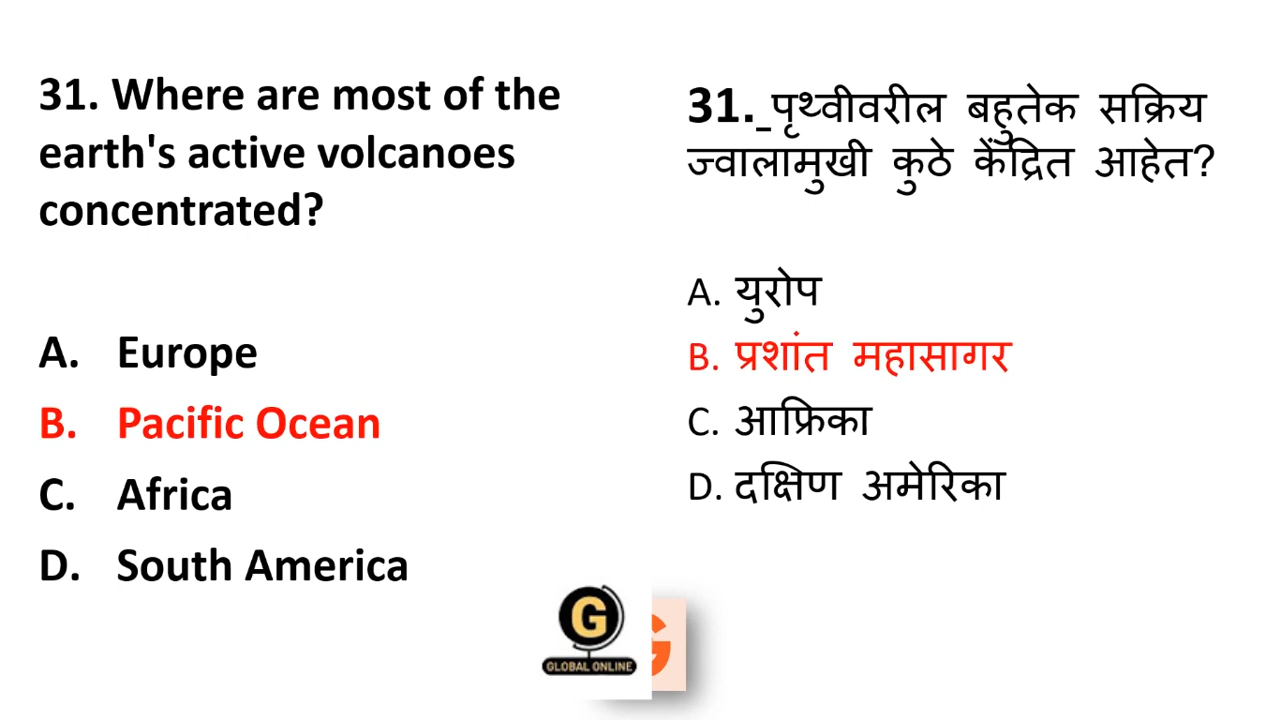 31. Where are most of the
earth's active volcanoes
concentrated?
A. Europe
B. Pacific Ocean
C. Africa
D. South America
31. पृथ्वीवरील बहुतेक सक्रिय
ज्वालामुखी कुठे केंद्रित आहेत?
A. युरोप
B. प्रशांत महासागर
C. आफ्रिका
D. दक्षिण अमेरिका
G
GLOBAL ONLINE
G